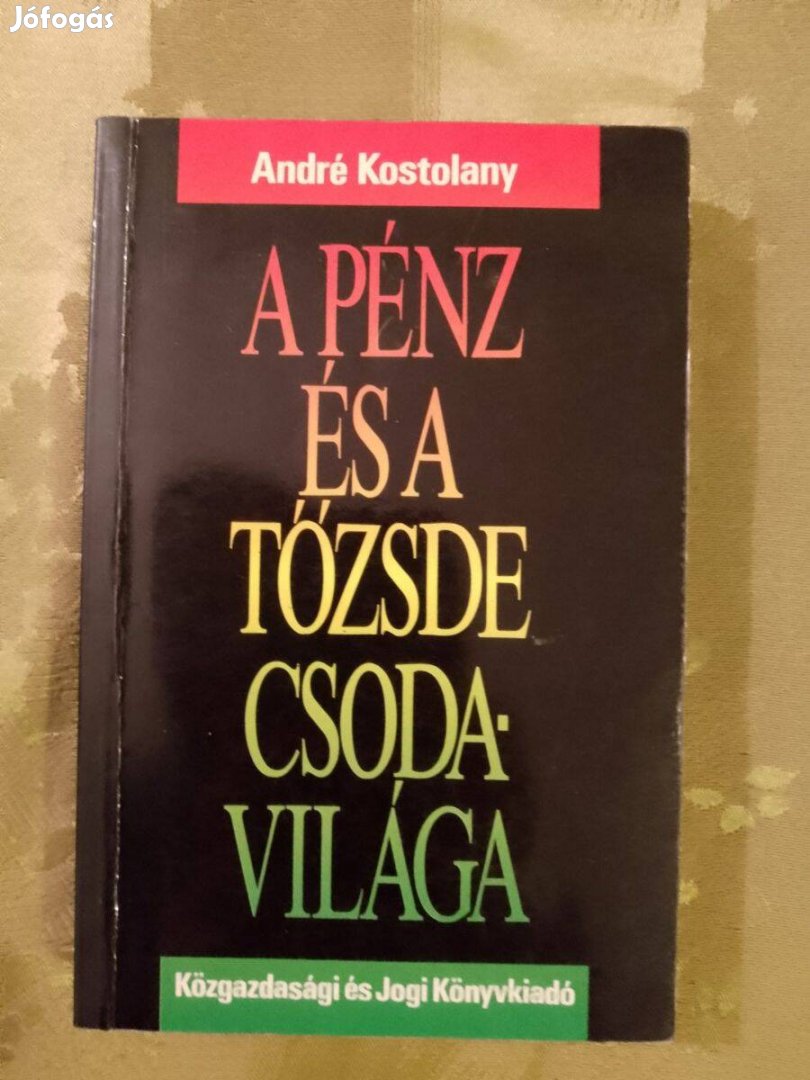 Jófogás
André Kostolany
A PÉNZ
ÉS A
TŐZSDE
CSODA-
VILÁGA
Közgazdasági és Jogi Könyvkiadó